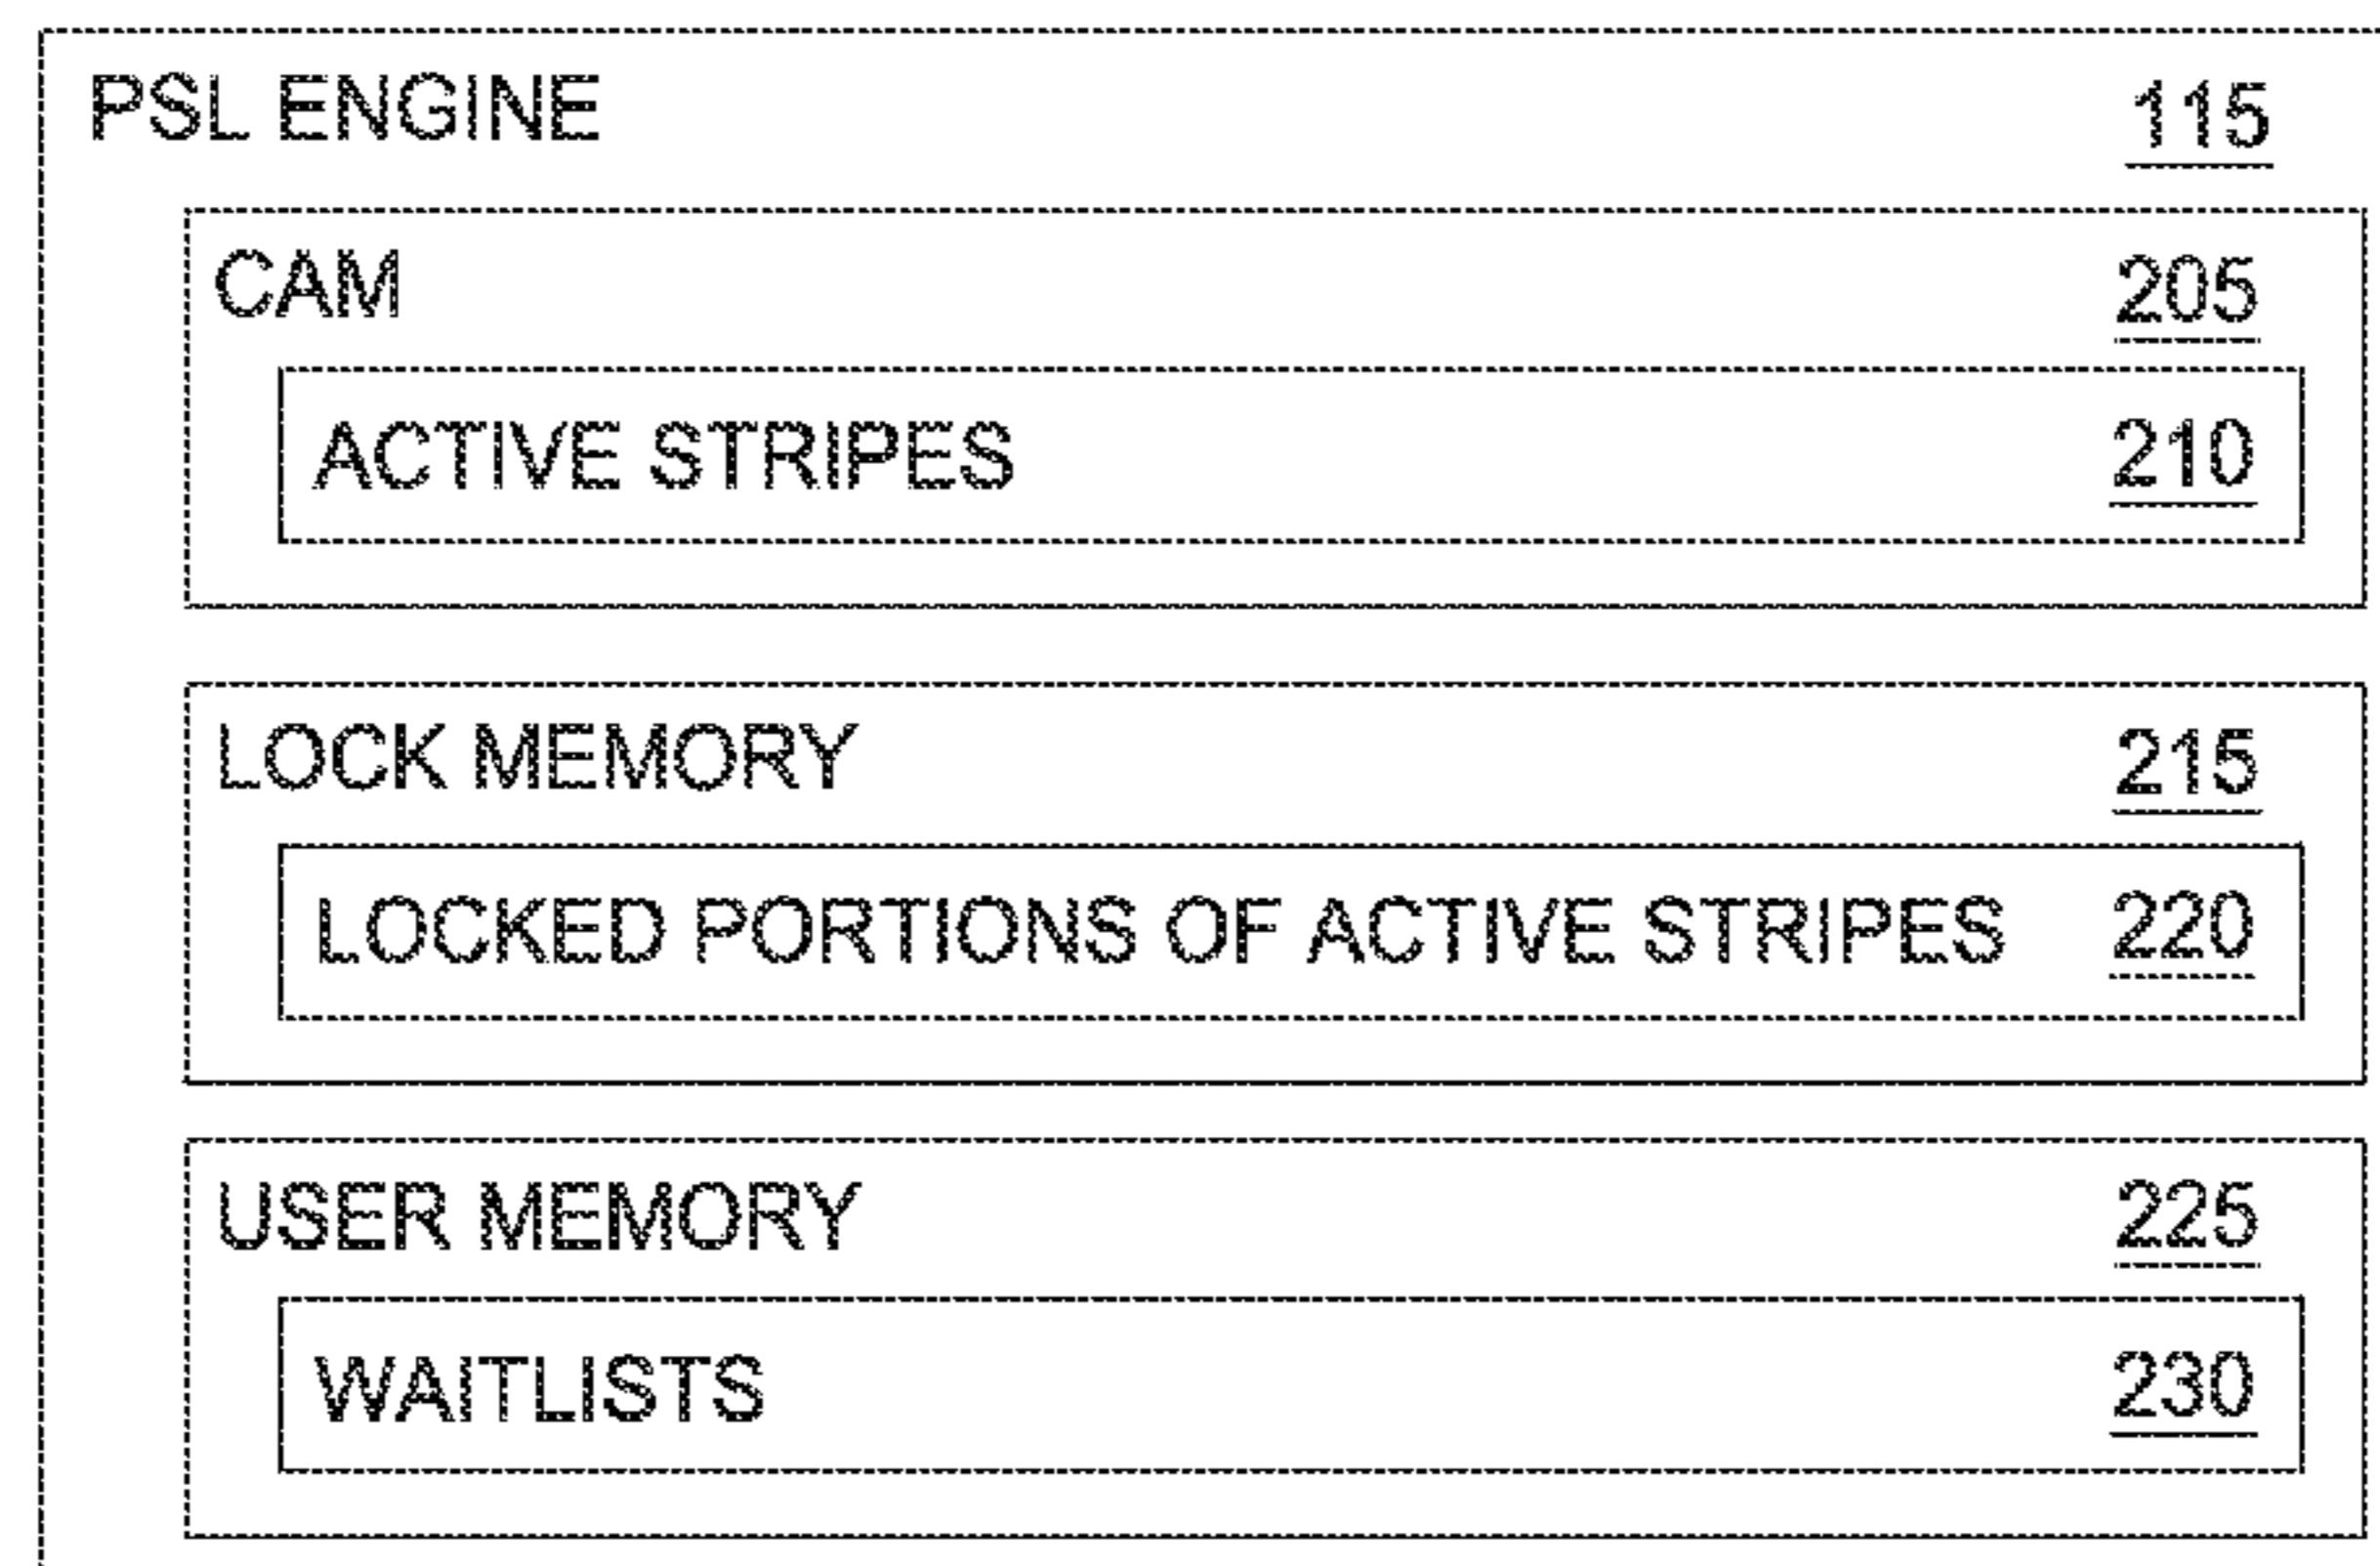 PSL ENGINE 115
CAM 205
ACTIVE STRIPES 210
LOCK MEMORY 215
LOCKED PORTIONS OF ACTIVE STRIPES 220
USER MEMORY 225
WAITLISTS 230